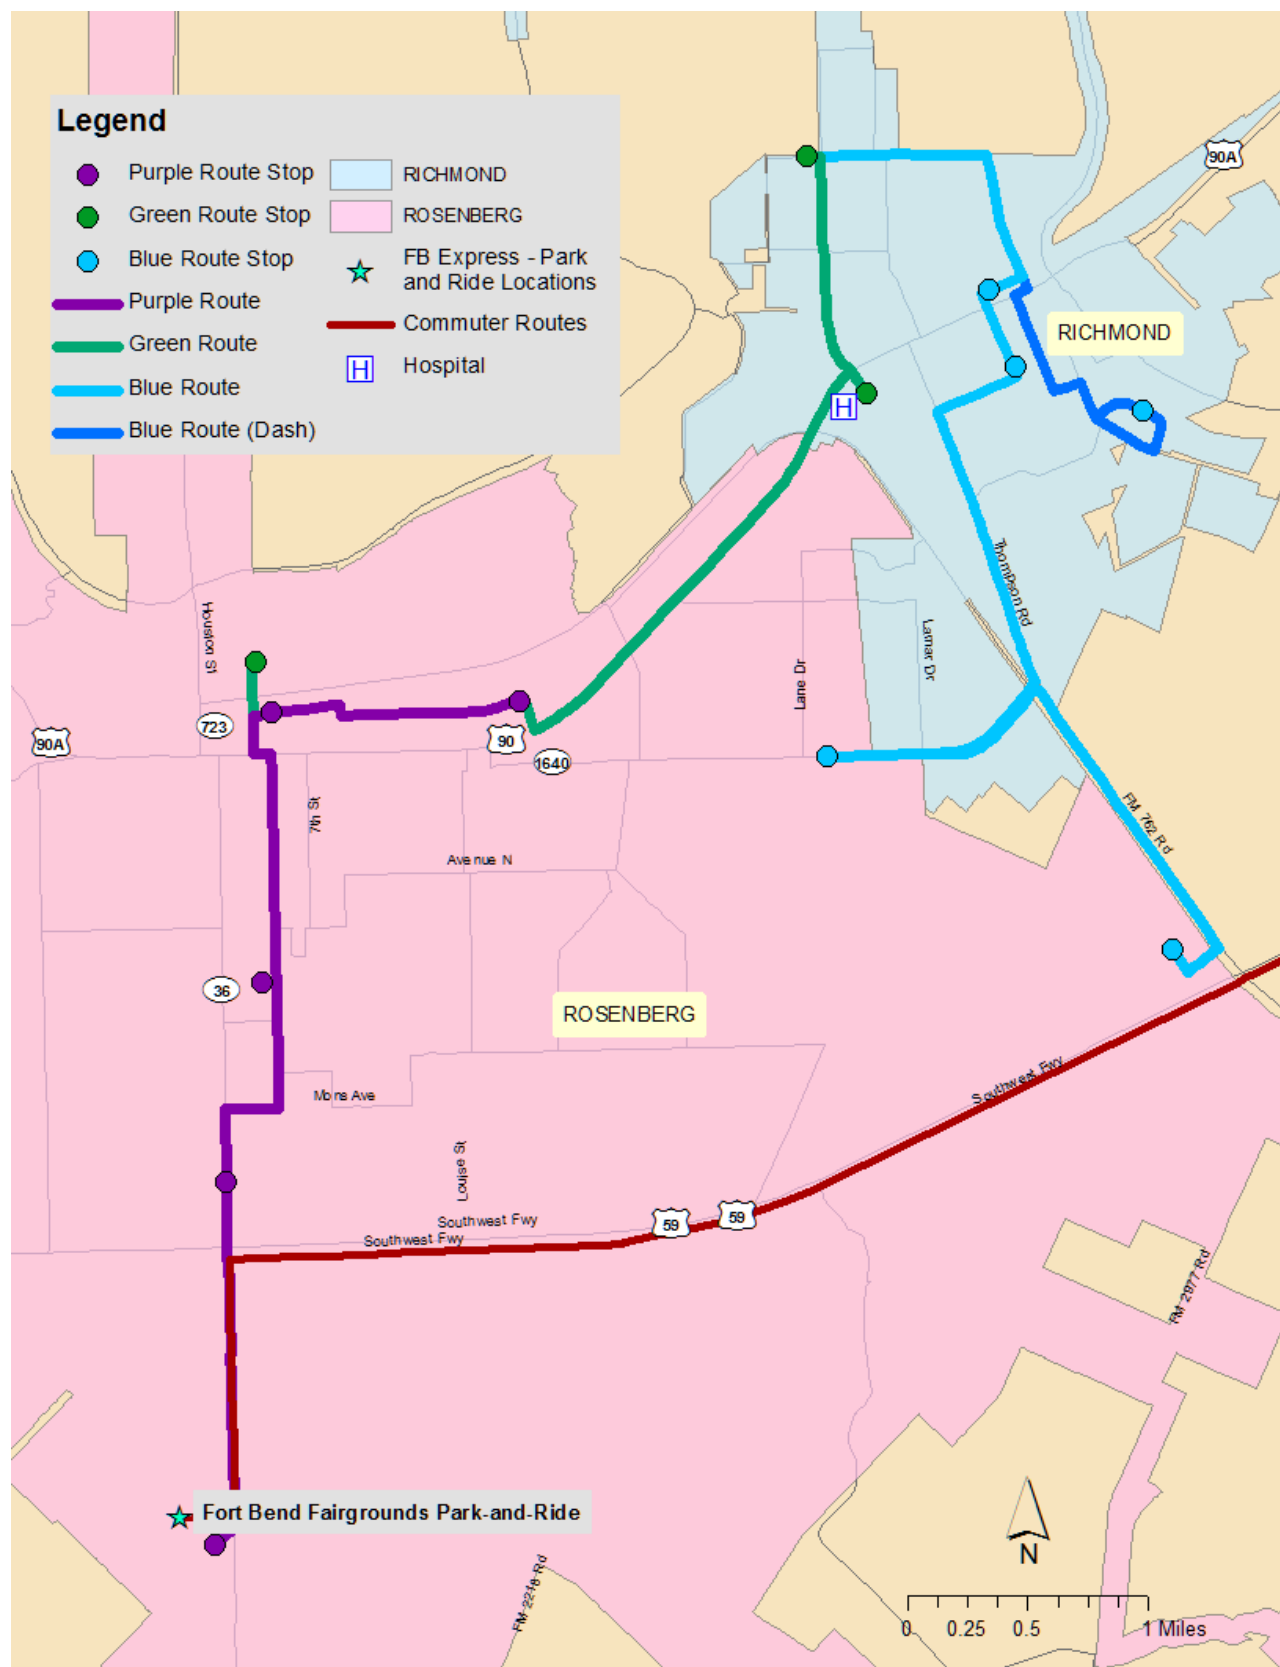 Legend
Purple Route Stop
Green Route Stop
Blue Route Stop
Purple Route
Green Route
Blue Route
Blue Route (Dash)
RICHMOND
ROSENBERG
FB Express - Park
and Ride Locations
Commuter Routes
H
Hospital
90A
RICHMOND
H
Thompson Rd
Houston St
Lamar Dr
Lane Dr
723
90A
90
1640
7th St
FM 762 Rd
Avenue N
36
ROSENBERG
Mons Ave
Southwest Fwy
Louise St
Southwest Fwy
59
59
Southwest Fwy
FM 2977 Rd
Fort Bend Fairgrounds Park-and-Ride
N
FM 2218 Rd
0 0.25 0.5 1 Miles